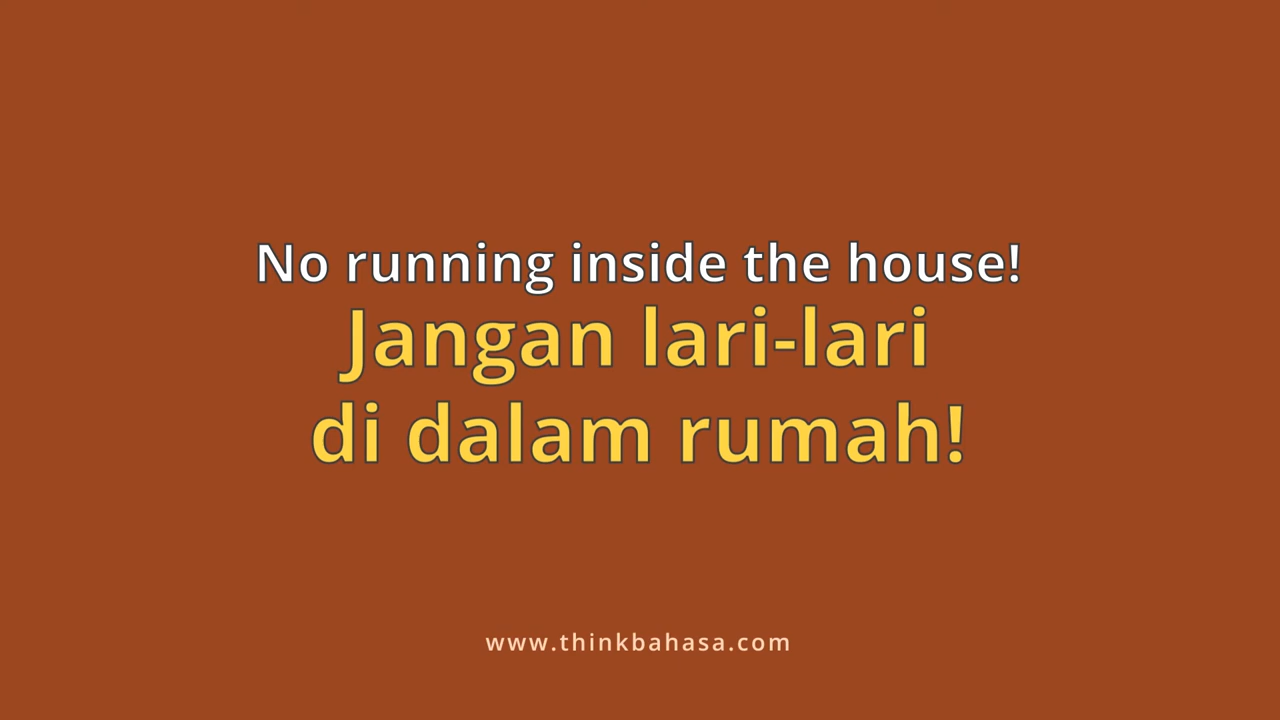 No running inside the house!
Jangan lari-lari
di dalam rumah!
www.thinkbahasa.com